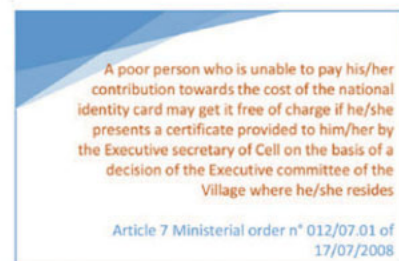 A poor person who is unable to pay his/her
contribution towards the cost of the national
identity card may get it free of charge if he/she
presents a certificate provided to him/her by
the Executive secretary of Cell on the basis of a
decision of the Executive committee of the
Village where he/she resides
Article 7 Ministerial order n° 012/07.01 of
17/07/2008